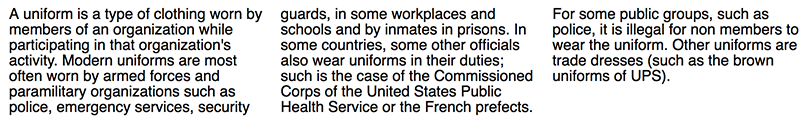 A uniform is a type of clothing worn by
members of an organization while
participating in that organization's
activity. Modern uniforms are most
often worn by armed forces and
paramilitary organizations such as
police, emergency services, security
guards, in some workplaces and
schools and by inmates in prisons. In
some countries, some other officials
also wear uniforms in their duties;
such is the case of the Commissioned
Corps of the United States Public
Health Service or the French prefects.
For some public groups, such as
police, it is illegal for non members to
wear the uniform. Other uniforms are
trade dresses (such as the brown
uniforms of UPS).